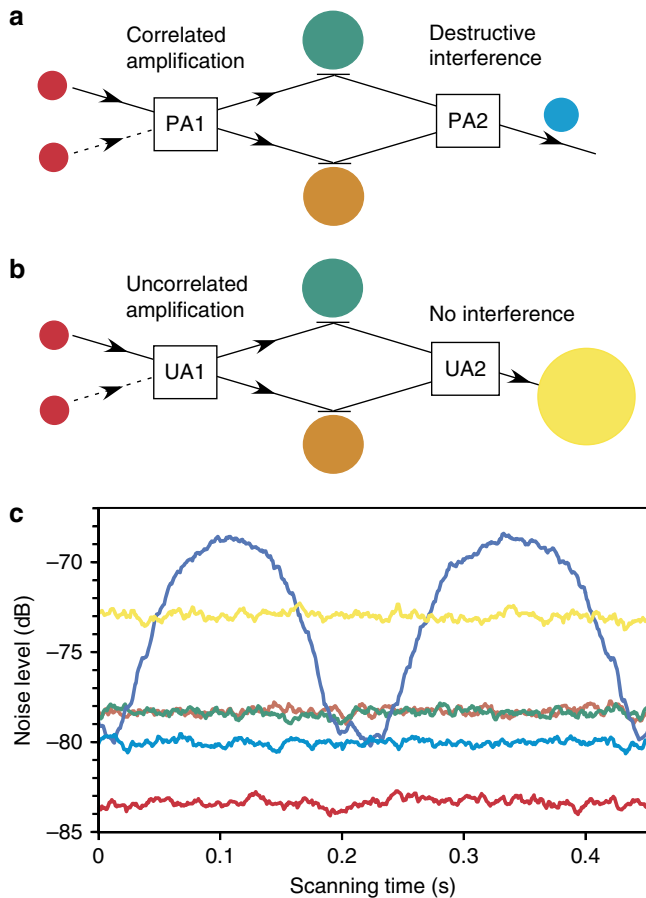 a
Correlated
amplification
Destructive
interference
PA1
PA2
b
Uncorrelated
amplification
No interference
UA1
UA2
c
Noise level (dB)
–70
–75
–80
–85
0
0.1
0.2
0.3
0.4
Scanning time (s)